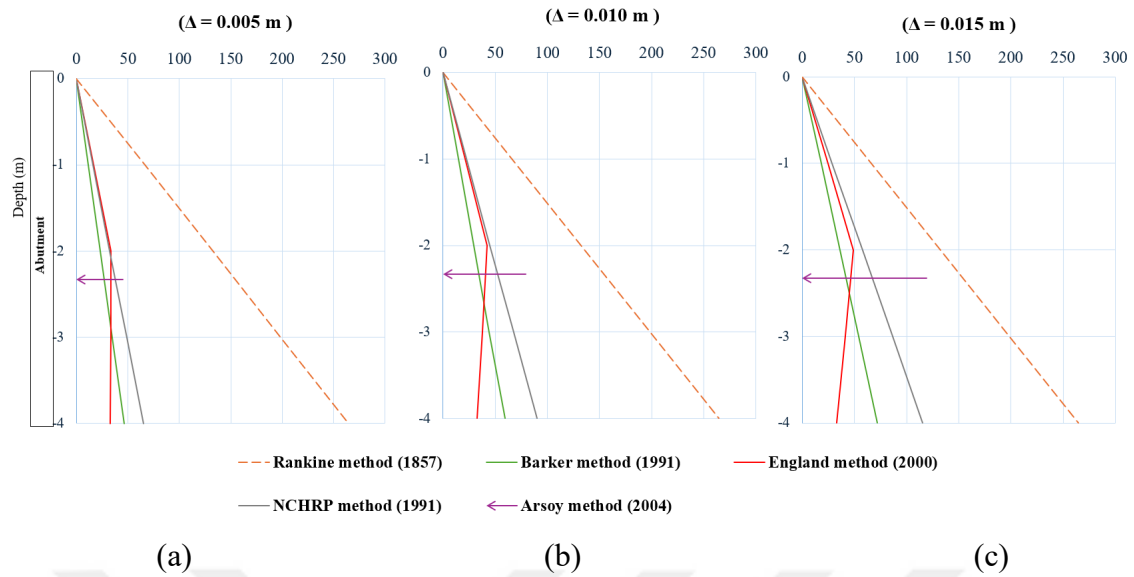 (Δ = 0.005 m )
(Δ = 0.010 m )
(Δ = 0.015 m )
0 50 100 150 200 250 300
0 50 100 150 200 250 300
0 50 100 150 200 250 300
Depth (m)
Abutment
0
-1
-2
-3
-4
0
-1
-2
-3
-4
0
-1
-2
-3
-4
Rankine method (1857)
Barker method (1991)
England method (2000)
NCHRP method (1991)
Arsoy method (2004)
(a)
(b)
(c)